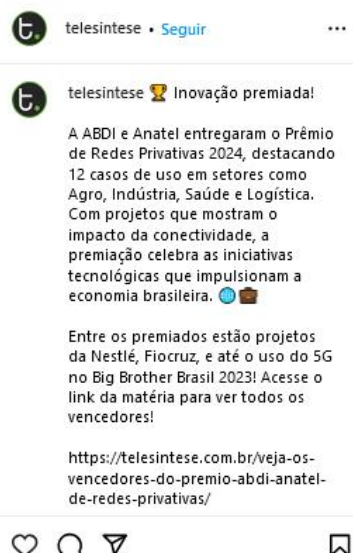 telesintese • Seguir
telesintese 🏆 Inovação premiada!
A ABDI e Anatel entregaram o Prêmio
de Redes Privativas 2024, destacando
12 casos de uso em setores como
Agro, Indústria, Saúde e Logística.
Com projetos que mostram o
impacto da conectividade, a
premiação celebra as iniciativas
tecnológicas que impulsionam a
economia brasileira. 🌐💼
Entre os premiados estão projetos
da Nestlé, Fiocruz, e até o uso do 5G
no Big Brother Brasil 2023! Acesse o
link da matéria para ver todos os
vencedores!
https://telesintese.com.br/veja-os-
vencedores-do-premio-abdi-anatel-
de-redes-privativas/